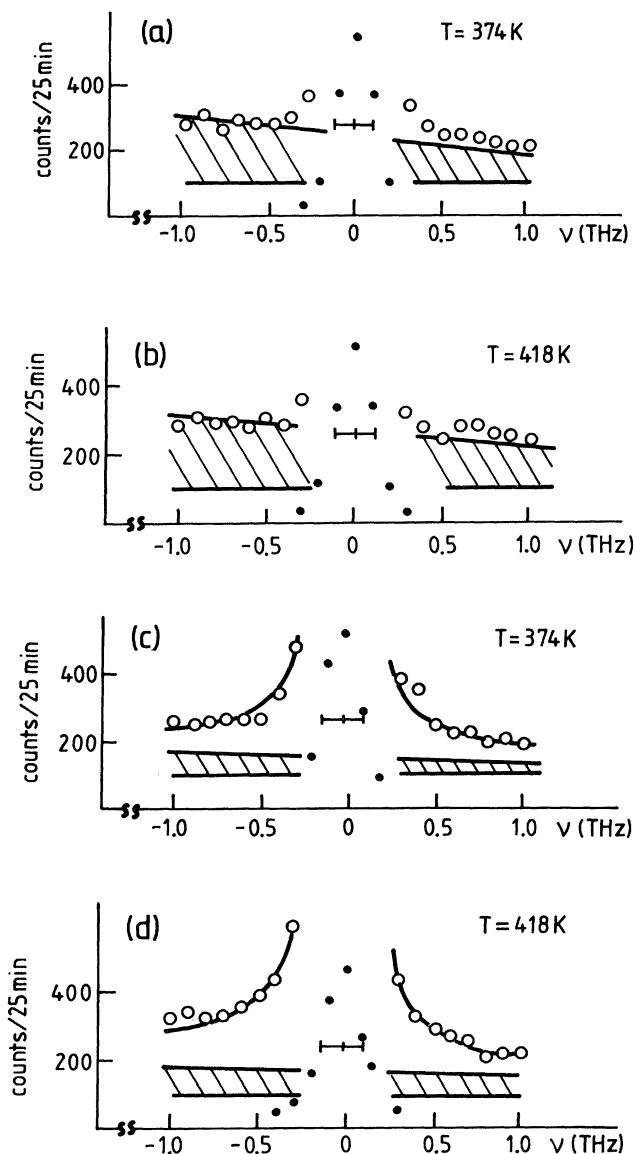 (a)
T = 374 K
counts/25 min
400
200
-1.0
-0.5
0
0.5
1.0
ν (THz)
(b)
T = 418 K
counts/25 min
400
200
-1.0
-0.5
0
0.5
1.0
ν (THz)
(c)
T = 374 K
counts/25 min
400
200
-1.0
-0.5
0
0.5
1.0
ν (THz)
(d)
T = 418 K
counts/25 min
400
200
-1.0
-0.5
0
0.5
1.0
ν (THz)